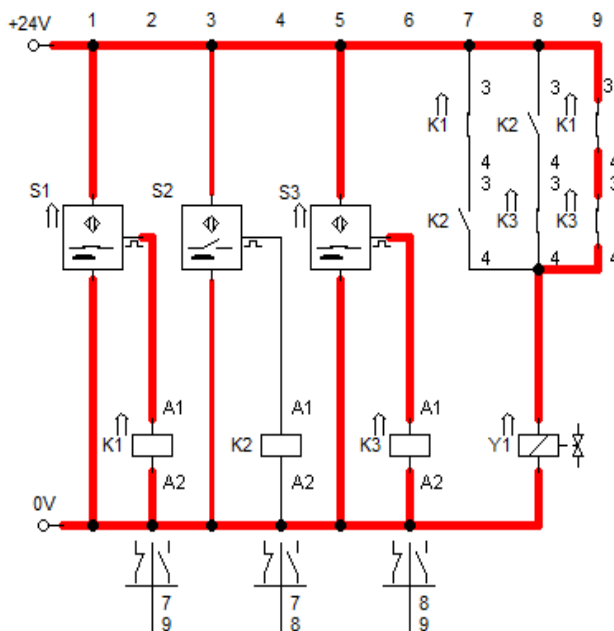 1 2 3 4 5 6 7 8 9
+24V
3 3 3
K1 K2 K1
4 4 4
S1 S2 S3 3 3 3
K2 K3 K3
4 4 4
A1 A1 A1
K1 K2 K3 Y1
A2 A2 A2
0V
7 7 8
9 8 9